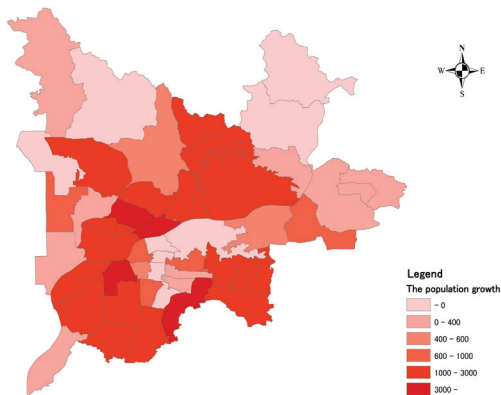 N
W E
S
Legend
The population growth
- 0
0 - 400
400 - 600
600 - 1000
1000 - 3000
3000 -